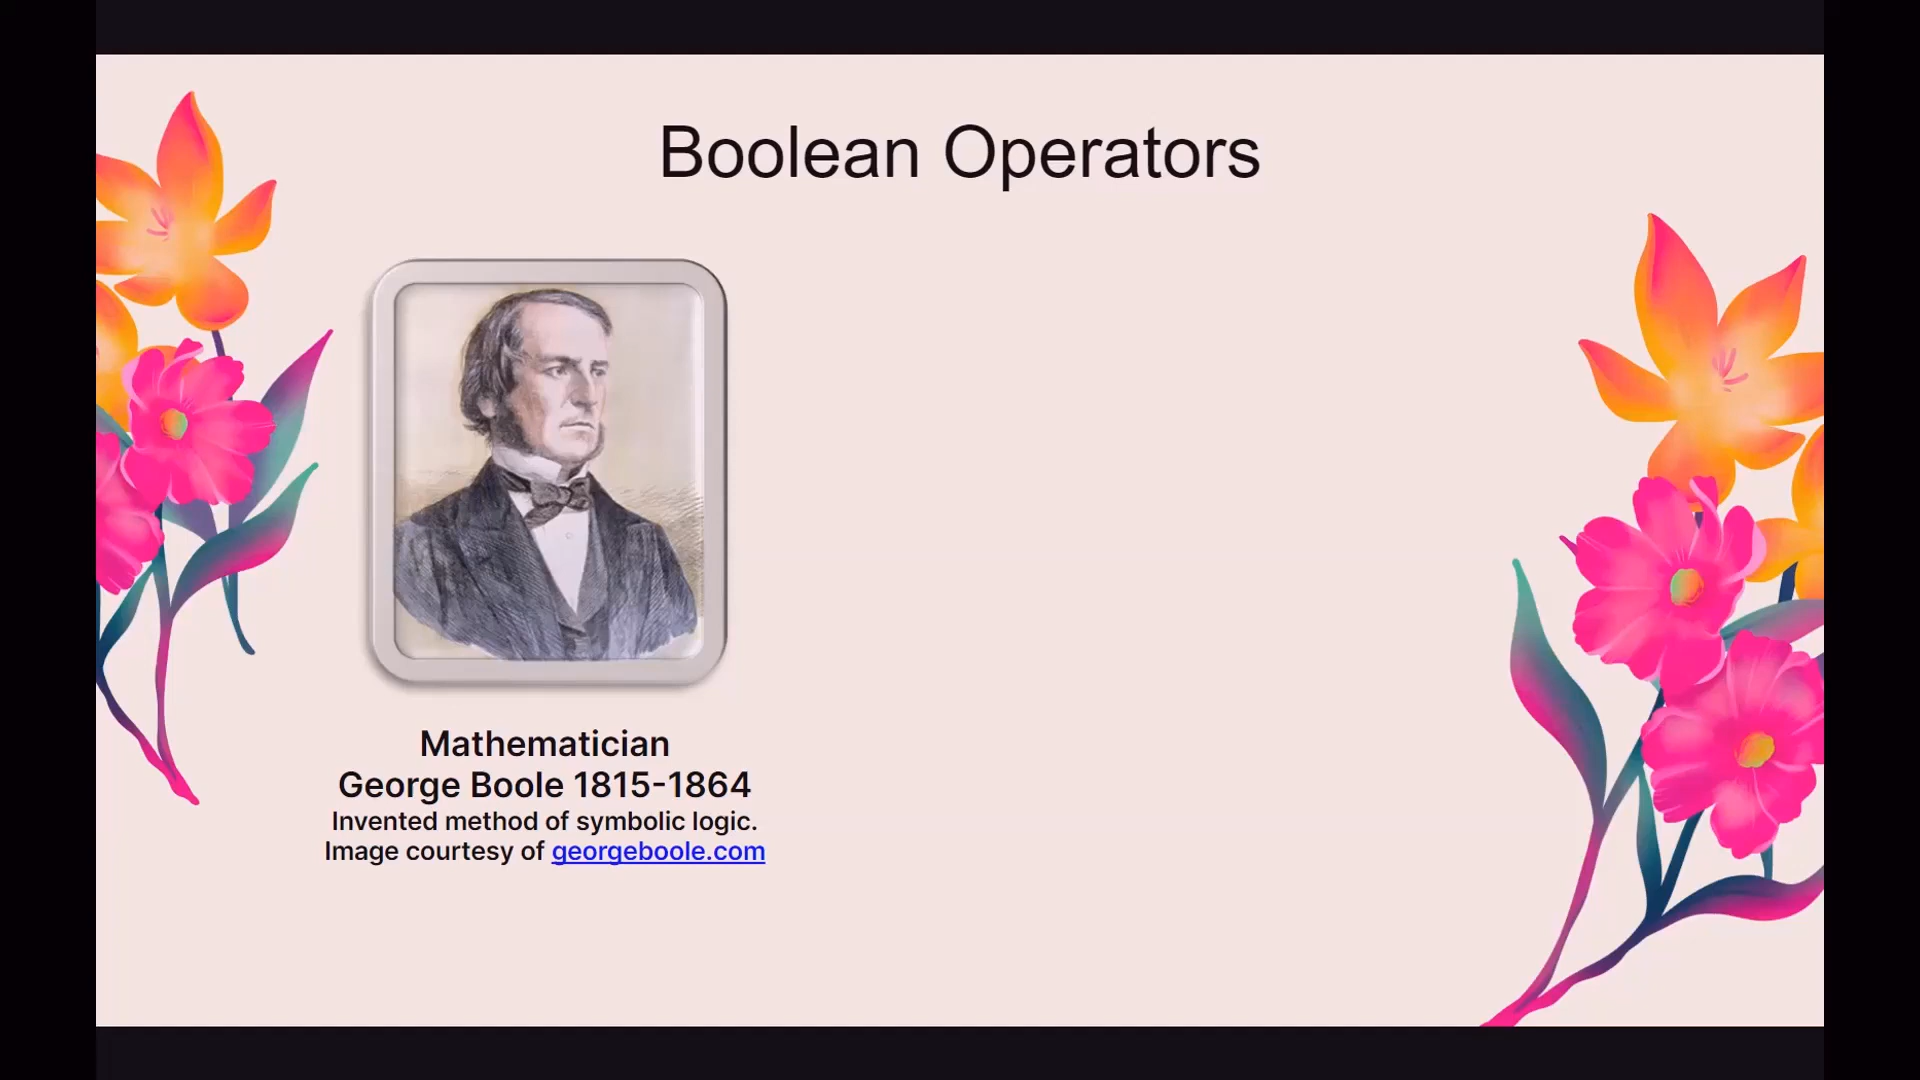 Boolean Operators
Mathematician
George Boole 1815-1864
Invented method of symbolic logic.
Image courtesy of georgeboole.com